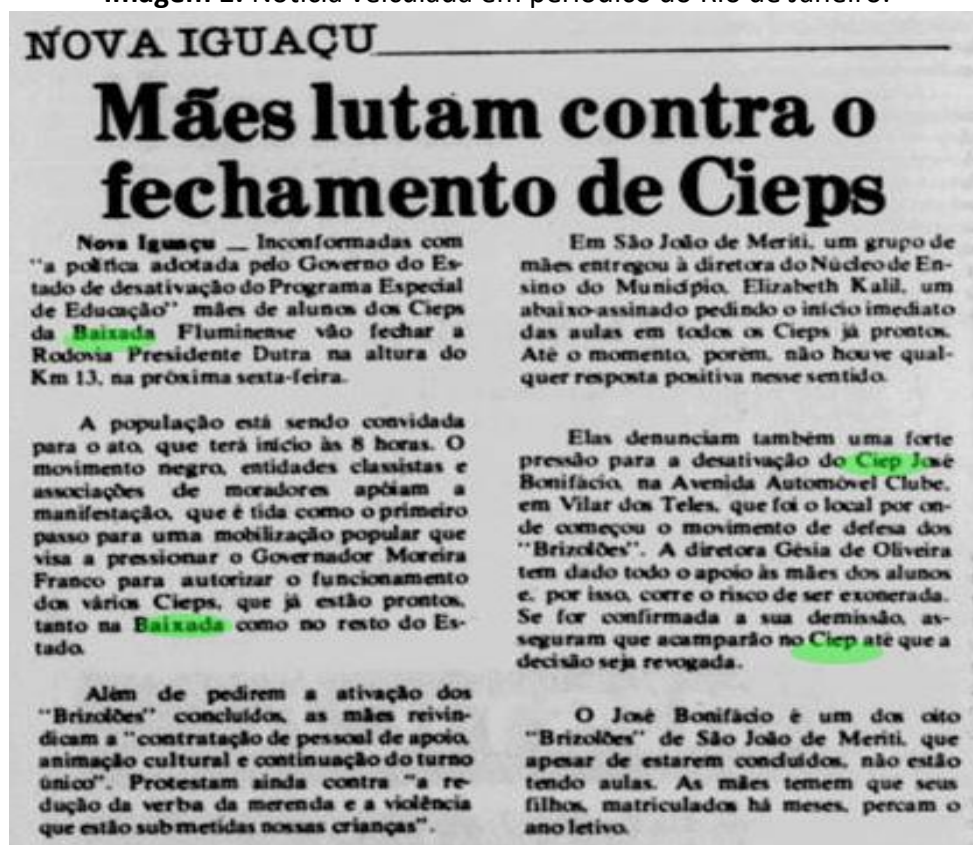 Imagem 2. Notícia veiculada em periódico do Rio de Janeiro.
NOVA IGUAÇU
Mães lutam contra o
fechamento de Cieps
Nova Iguaçu — Inconformadas com
"a política adotada pelo Governo do Es-
tado de desativação do Programa Especial
de Educação" mães de alunos dos Cieps
da Baixada Fluminense vão fechar a
Rodovia Presidente Dutra na altura do
Km 13, na próxima sexta-feira.
A população está sendo convidada
para o ato, que terá início às 8 horas. O
movimento negro, entidades classistas e
associações de moradores apóiam a
manifestação, que é tida como o primeiro
passo para uma mobilização popular que
visa a pressionar o Governador Moreira
Franco para autorizar o funcionamento
dos vários Cieps, que já estão prontos,
tanto na Baixada como no resto do Es-
tado.
Além de pedirem a ativação dos
"Brizolões" concluídos, as mães reivin-
dicam a "contratação de pessoal de apoio,
animação cultural e continuação do turno
único". Protestam ainda contra "a re-
dução da verba da merenda e a violência
que estão submetidas nossas crianças".
Em São João de Meriti, um grupo de
mães entregou à diretora do Núcleo de En-
sino do Município, Elizabeth Kalil, um
abaixo-assinado pedindo o início imediato
das aulas em todos os Cieps já prontos.
Até o momento, porém, não houve qual-
quer resposta positiva nesse sentido.
Elas denunciam também uma forte
pressão para a desativação do Ciep José
Bonifácio, na Avenida Automóvel Clube,
em Vilar dos Teles, que foi o local por on-
de começou o movimento de defesa dos
"Brizolões". A diretora Gésia de Oliveira
tem dado todo o apoio às mães dos alunos
e, por isso, corre o risco de ser exonerada.
Se for confirmada a sua demissão, as-
seguram que acamparão no Ciep até que a
decisão seja revogada.
O José Bonifácio é um dos oito
"Brizolões" de São João de Meriti, que
apesar de estarem concluídos, não estão
tendo aulas. As mães temem que seus
filhos, matriculados há meses, percam o
ano letivo.